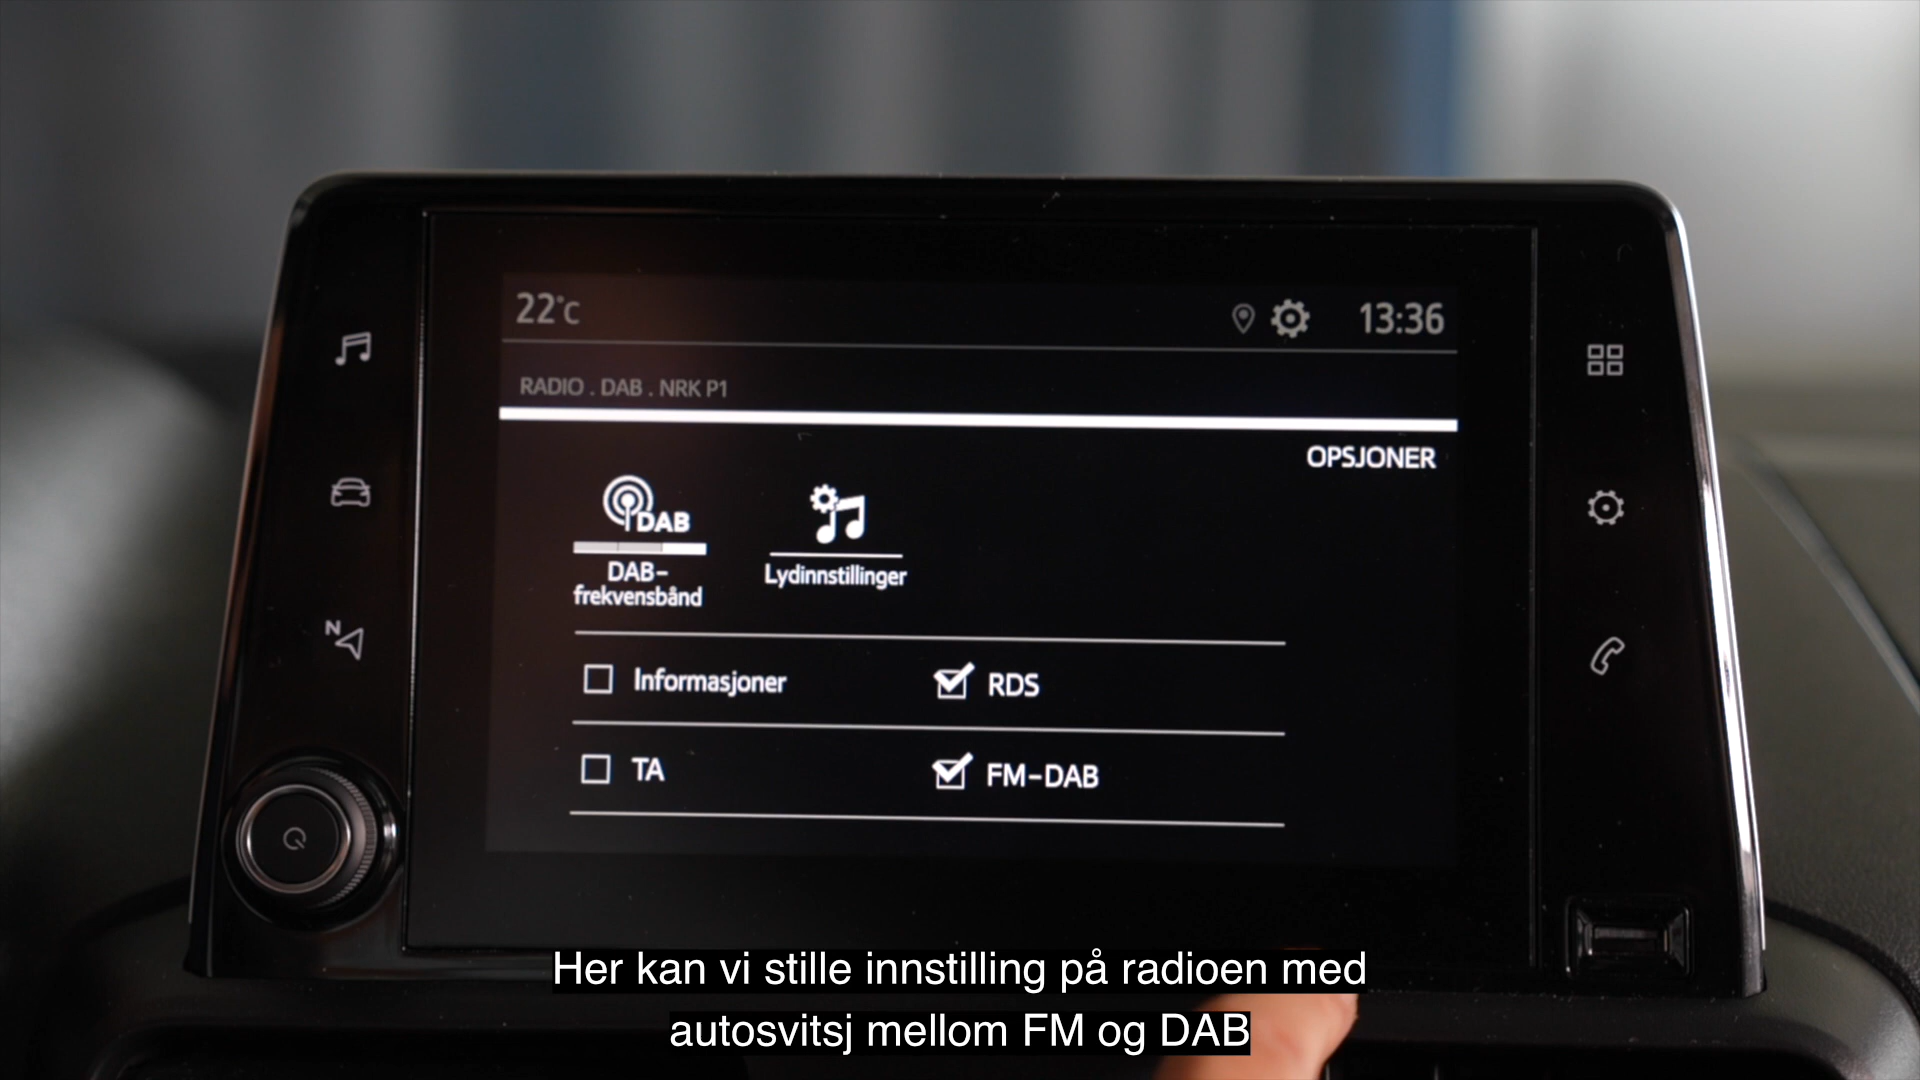 22°C
13:36
RADIO . DAB . NRK P1
OPSJONER
DAB
DAB-
frekvensbånd
Lydinnstillinger
Informasjoner
RDS
TA
FM-DAB
N
Her kan vi stille innstilling på radioen med
autosvitsj mellom FM og DAB